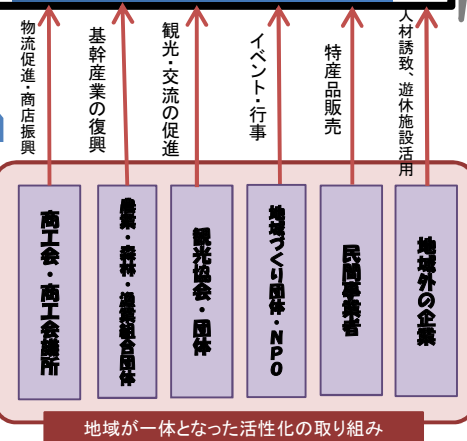 物流促進・商店振興
基幹産業の復興
観光・交流の促進
イベント・行事
特産品販売
人材誘致、遊休施設活用
商工会・商工会議所
農業・森林・漁業組合団体
観光協会・団体
地域づくり団体・NPO
民間事業者
地域外の企業
地域が一体となった活性化の取り組み